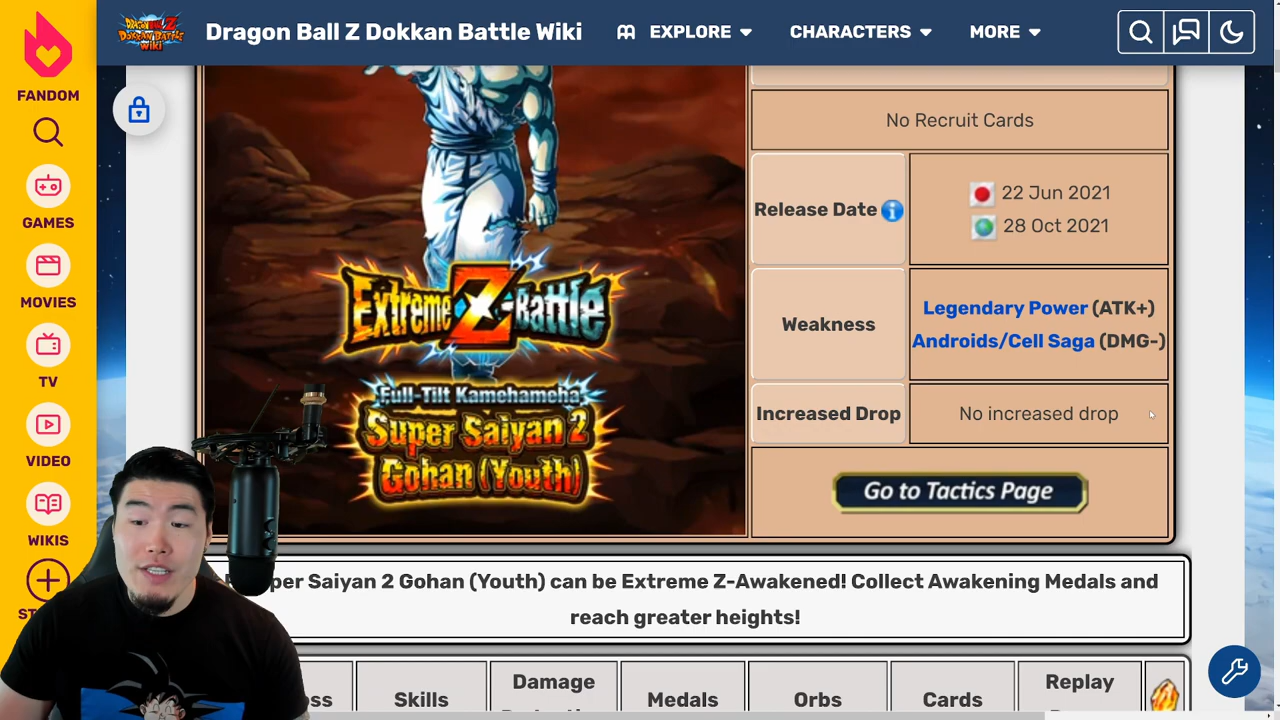 Dragon Ball Z Dokkan Battle Wiki
EXPLORE
CHARACTERS
MORE
FANDOM
GAMES
MOVIES
TV
VIDEO
WIKIS
No Recruit Cards
Release Date
22 Jun 2021
28 Oct 2021
Weakness
Legendary Power (ATK+)
Androids/Cell Saga (DMG-)
Increased Drop
No increased drop
Go to Tactics Page
Extreme Z-Battle
Full-Tilt Kamehameha
Super Saiyan 2
Gohan (Youth)
Saiyan 2 Gohan (Youth) can be Extreme Z-Awakened! Collect Awakening Medals and
reach greater heights!
Skills
Damage
Medals
Orbs
Cards
Replay